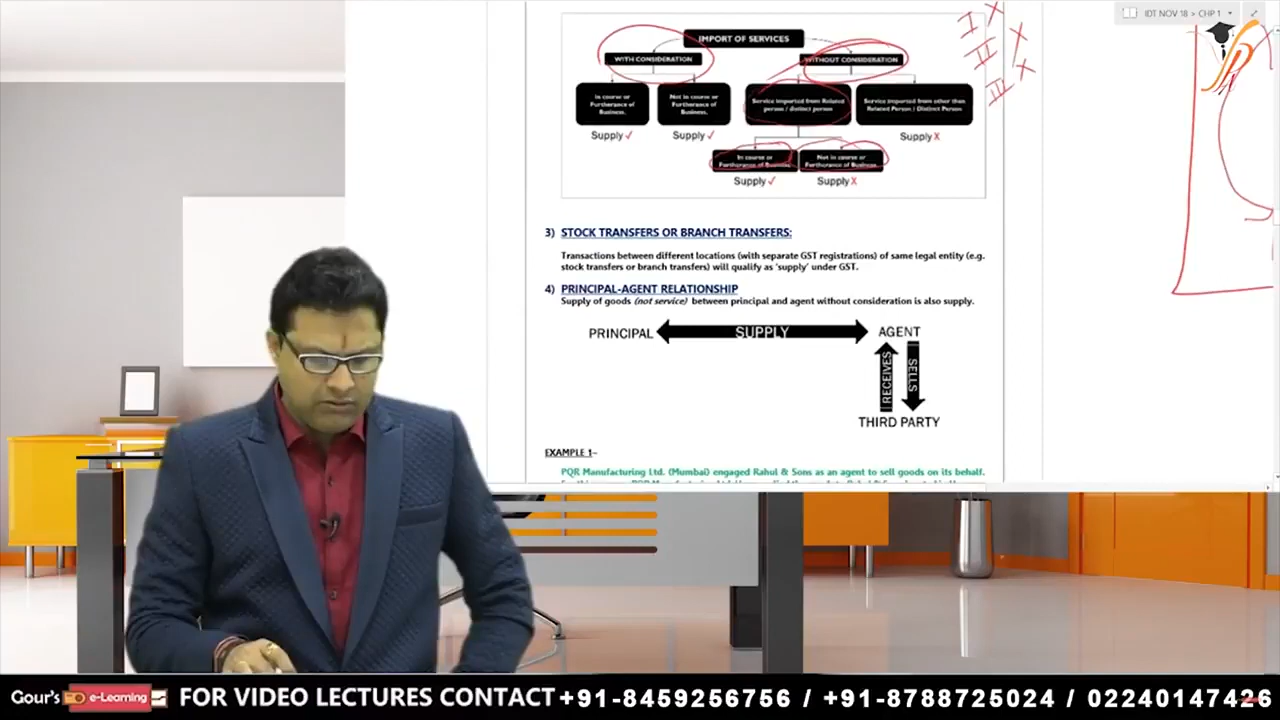 IDT NOV 18 > CHP 1
IMPORT OF SERVICES
WITH CONSIDERATION
WITHOUT CONSIDERATION
In course or
Furtherance of
Business.
Not in course or
Furtherance of
Business.
Service imported from Related
person / distinct person
Service imported from other than
Related Person / Distinct Person
Supply ✓
Supply ✓
Supply X
In course or
Furtherance of Business.
Not in course or
Furtherance of Business.
Supply ✓
Supply X
I X
II X
III X
3) STOCK TRANSFERS OR BRANCH TRANSFERS:
Transactions between different locations (with separate GST registrations) of same legal entity (e.g.
stock transfers or branch transfers) will qualify as 'supply' under GST.
4) PRINCIPAL-AGENT RELATIONSHIP
Supply of goods (not service) between principal and agent without consideration is also supply.
PRINCIPAL SUPPLY AGENT
RECEIVES
SELLS
THIRD PARTY
EXAMPLE 1-
PQR Manufacturing Ltd. (Mumbai) engaged Rahul & Sons as an agent to sell goods on its behalf.
Gour's e-Learning FOR VIDEO LECTURES CONTACT +91-8459256756 / +91-8788725024 / 02240147426